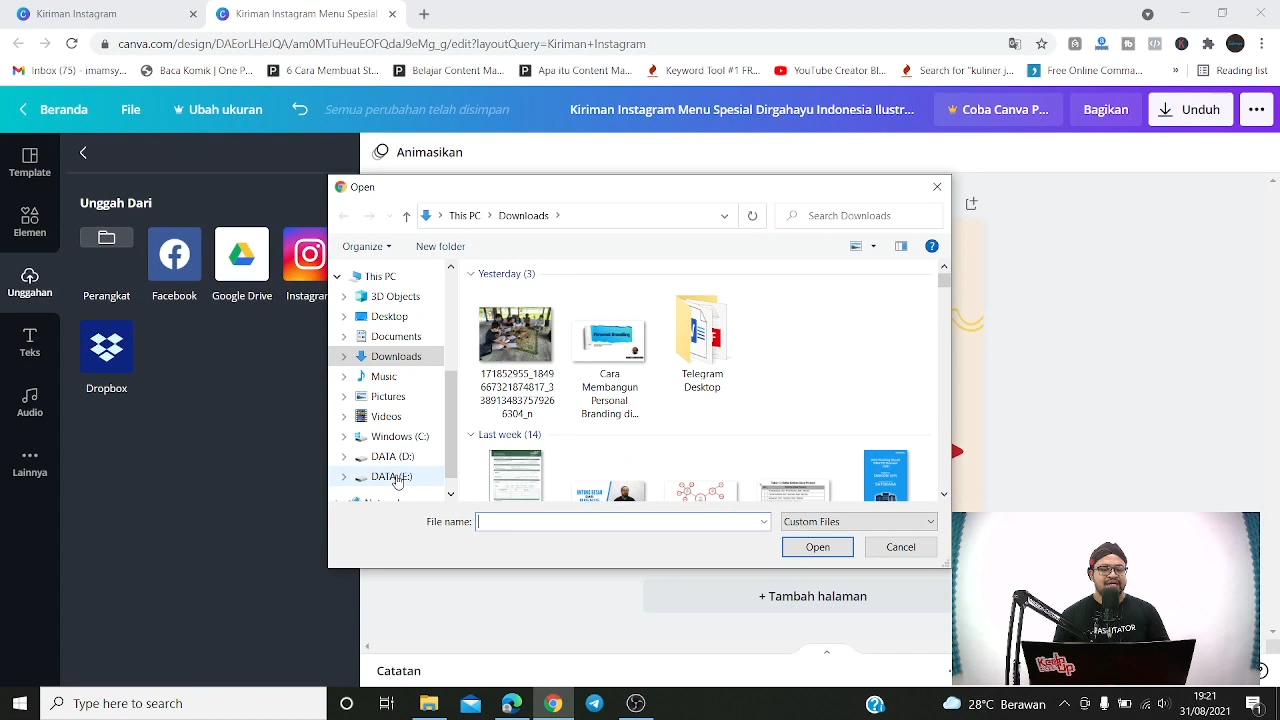 Kiriman Instagram
Kiriman Instagram Menu Spesial
canva.com/design/DAEorLHeJQA/am0MTuHeuEOFQdaJ9eMg_g/edit?layoutQuery=Kiriman+Instagram
Inbox (75) - imamsy...
Baca Komik | One P...
6 Cara Membuat St...
Belajar Content Ma...
Apa itu Content Ma...
Keyword Tool #1 FR...
YouTube Creator Bl...
Search for "kuliner j...
Free Online Comma...
»
Reading list
Beranda
File
Ubah ukuran
Semua perubahan telah disimpan
Kiriman Instagram Menu Spesial Dirgahayu Indonesia Ilustr...
Coba Canva P...
Bagikan
Unduh
Template
Elemen
Unggahan
Teks
Audio
Lainnya
Unggah Dari
Perangkat
Facebook
Google Drive
Instagram
Dropbox
Animasikan
Open
This PC
Downloads
Search Downloads
Organize
New folder
This PC
3D Objects
Desktop
Documents
Downloads
Music
Pictures
Videos
Windows (C:)
DATA (D:)
DATA (E:)
Yesterday (3)
171852955_1849
667321874817_3
38913483757926
6304_n
Personal Branding
Cara
Membangun
Personal
Branding di...
Telegram
Desktop
Last week (14)
File name:
Custom Files
Open
Cancel
+ Tambah halaman
Catatan
Type here to search
28°C Berawan
19:21
31/08/2021